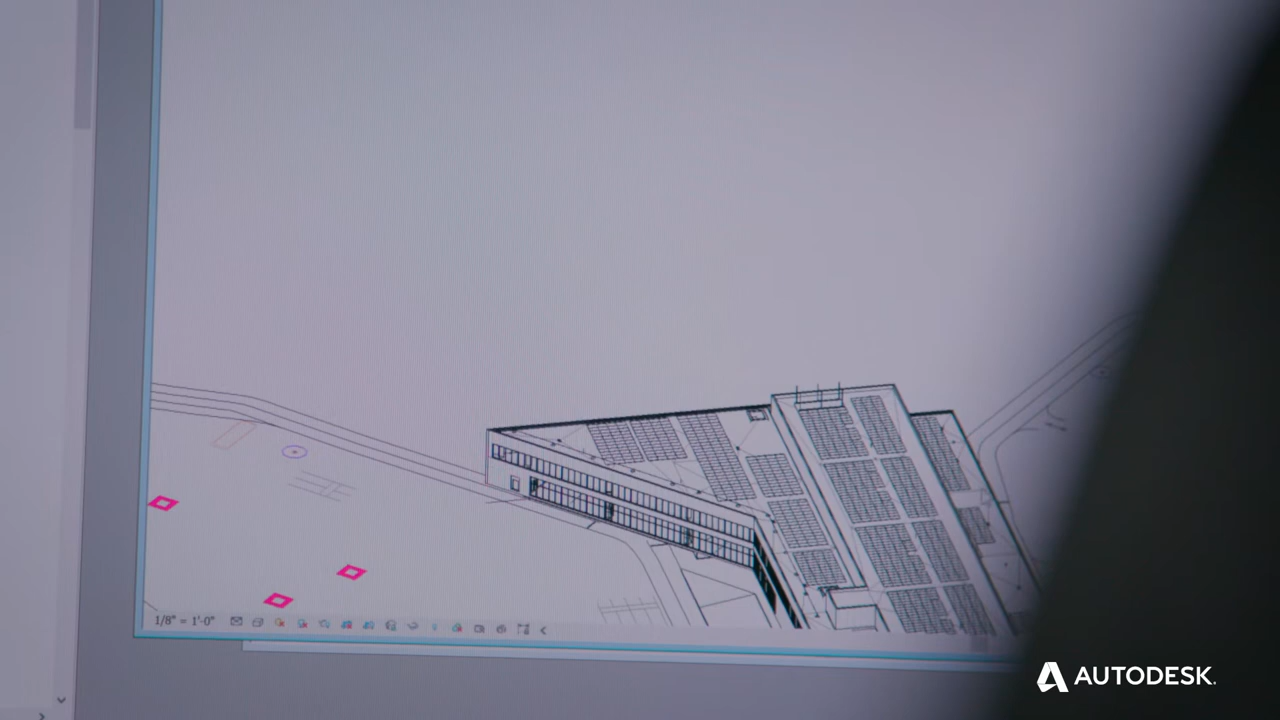 1/8" = 1'-0"
AUTODESK.